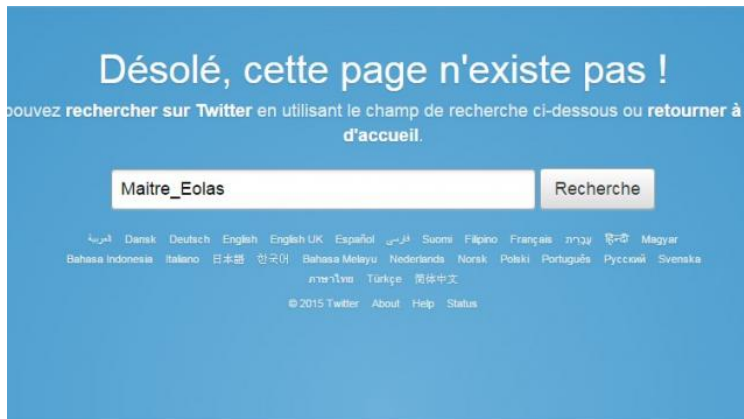 Désolé, cette page n'existe pas !
pouvez rechercher sur Twitter en utilisant le champ de recherche ci-dessous ou retourner à
d'accueil.
Maitre_Eolas Recherche
العربية Dansk Deutsch English English UK Español فارسی Suomi Filipino Français עִבְרִית हिन्दी Magyar
Bahasa Indonesia Italiano 日本語 한국어 Bahasa Melayu Nederlands Norsk Polski Português Русский Svenska
ภาษาไทย Türkçe 简体中文
© 2015 Twitter About Help Status